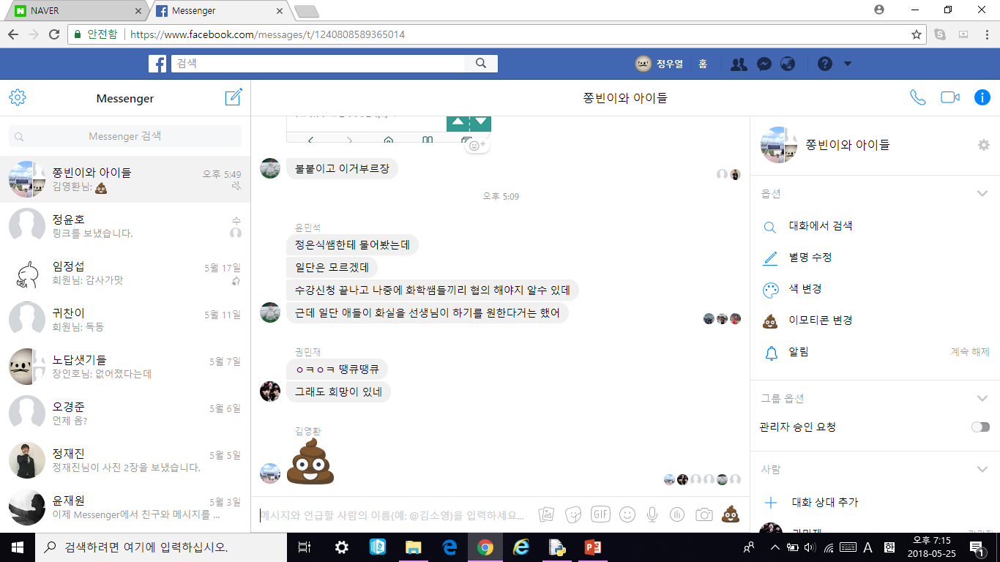 NAVER
Messenger
안전함
https://www.facebook.com/messages/t/1240808589365014
검색
정우열
홈
Messenger
Messenger 검색
쫑빈이와 아이들
오후 5:49
김영환님:
정윤호
수
링크를 보냈습니다.
임정섭
5월 17일
회원님: 감사가맛
귀찬이
5월 11일
회원님: 독동
노답샛기들
5월 7일
장인호님: 없어졌다는데
오경준
5월 6일
언제 옴?
정재진
5월 5일
정재진님이 사진 2장을 보냈습니다.
윤재원
5월 3일
이제 Messenger에서 친구와 메시지를 ...
쫑빈이와 아이들
불붙이고 이거부르장
오후 5:09
윤민석
정은식쌤한테 물어봤는데
일단은 모르겠데
수강신청 끝나고 나중에 화학쌤들끼리 협의 해야지 알수 있데
근데 일단 애들이 화실을 선생님이 하기를 원한다거는 했어
권민재
ㅇㅋㅇㅋ 땡큐땡큐
그래도 희망이 있네
김영환
메시지와 언급할 사람의 이름(예: @김소영)을 입력하세요...
GIF
쫑빈이와 아이들
옵션
대화에서 검색
별명 수정
색 변경
이모티콘 변경
알림
계속 해제
그룹 옵션
관리자 승인 요청
사람
대화 상대 추가
검색하려면 여기에 입력하십시오.
A
한
오후 7:15
2018-05-25
1